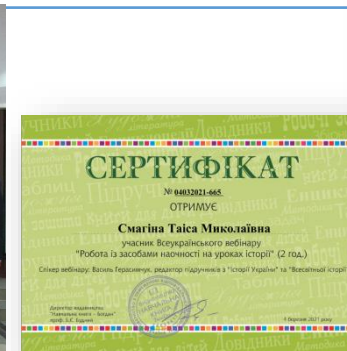 СЕРТИФІКАТ
№ 04032021-665
ОТРИМУЄ
Смагіна Таїса Миколаївна
учасник Всеукраїнського вебінару
"Робота із засобами наочності на уроках історії" (2 год.)
Спікер вебінару: Василь Герасимчук, редактор підручників з "Історії України" та "Всесвітньої історії
Директор видавництва
"Навчальна книга – Богдан"
проф. Б.Є. Будний
4 березня 2021 року